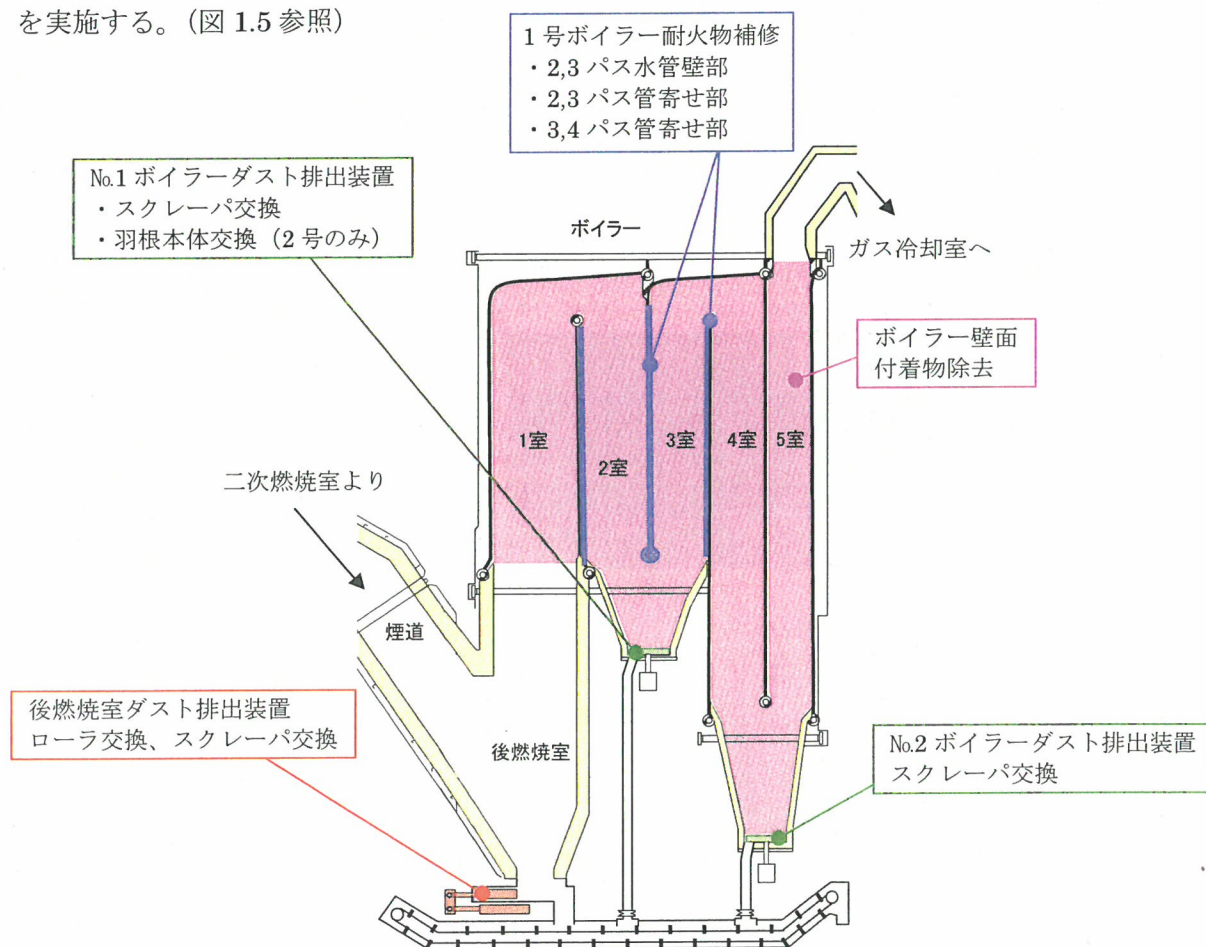 を実施する。(図 1.5 参照)
1 号ボイラー耐火物補修
・2,3 パス水管壁部
・2,3 パス管寄せ部
・3,4 パス管寄せ部
№1 ボイラーダスト排出装置
・スクレーパ交換
・羽根本体交換（2 号のみ）
ボイラー
ガス冷却室へ
ボイラー壁面
付着物除去
1室
2室
3室
4室
5室
二次燃焼室より
煙道
後燃焼室ダスト排出装置
ローラ交換、スクレーパ交換
後燃焼室
№2 ボイラーダスト排出装置
スクレーパ交換